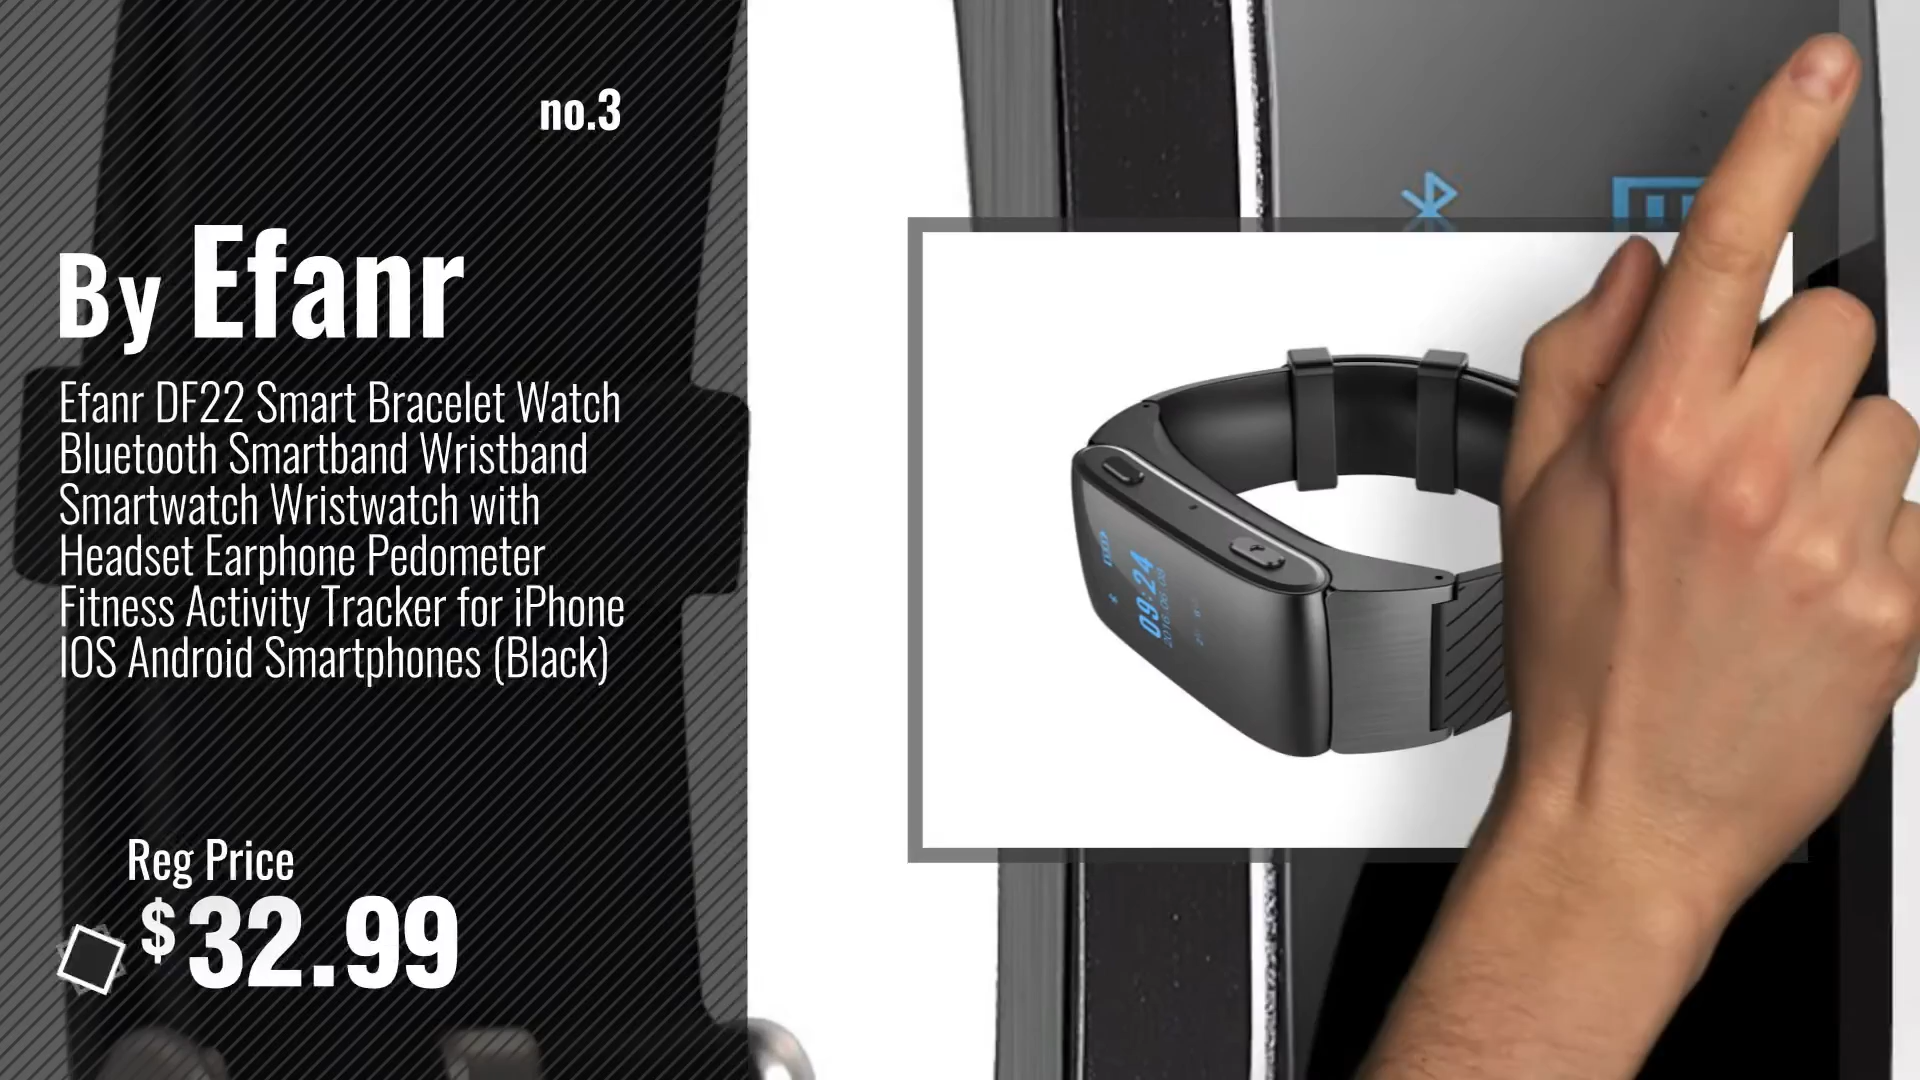 no.3
By Efanr
Efanr DF22 Smart Bracelet Watch
Bluetooth Smartband Wristband
Smartwatch Wristwatch with
Headset Earphone Pedometer
Fitness Activity Tracker for iPhone
IOS Android Smartphones (Black)
Reg Price
$32.99
09:24